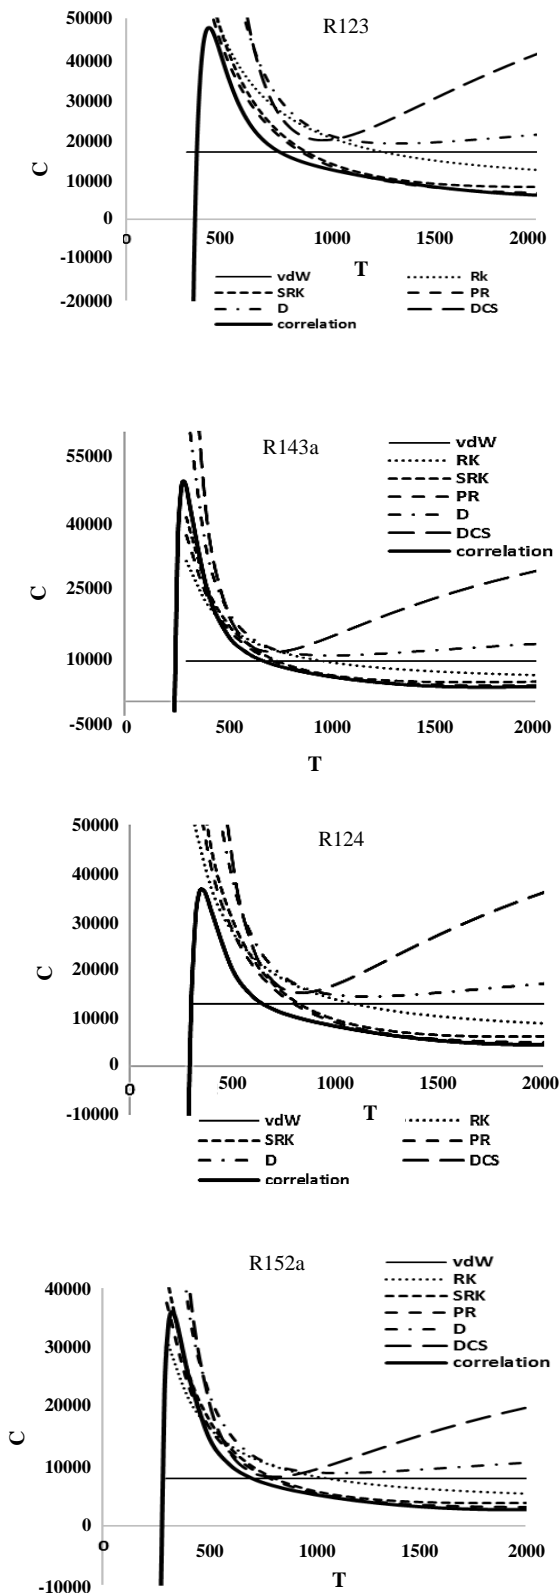 R123
50000
40000
30000
20000
10000
0
-10000
-20000
C
0 500 1000 1500 2000
T
vdW Rk
SRK PR
D DCS
correlation
R143a
55000
40000
25000
10000
-5000
C
0 500 1000 1500 2000
T
vdW
RK
SRK
PR
D
DCS
correlation
R124
50000
40000
30000
20000
10000
0
-10000
C
0 500 1000 1500 2000
T
vdW RK
SRK PR
D DCS
correlation
R152a
40000
30000
20000
10000
0
-10000
C
0 500 1000 1500 2000
T
vdW
RK
SRK
PR
D
DCS
correlation